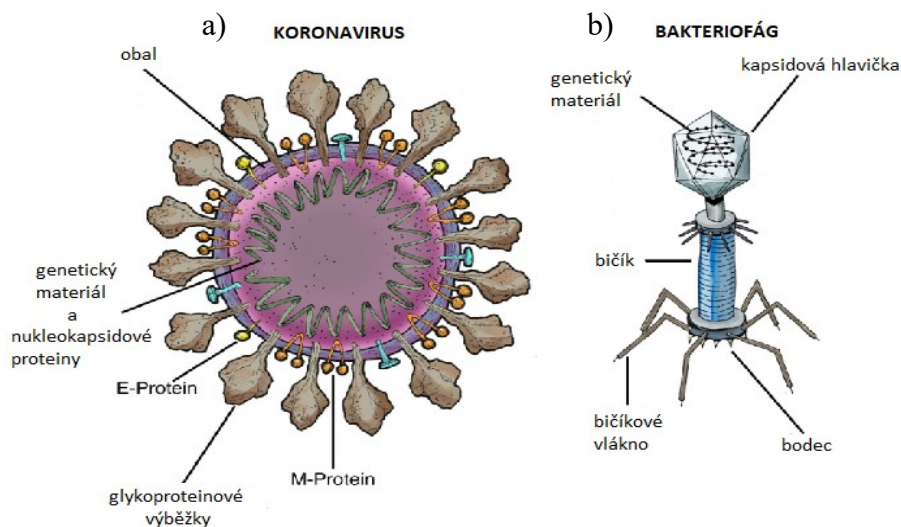 a)
KORONAVIRUS
obal
genetický
materiál
a
nukleokapsidové
proteiny
E-Protein
M-Protein
glykoproteinové
výběžky
b)
BAKTERIOFÁG
genetický
materiál
kapsidová hlavička
bičík
bičíkové
vlákno
bodec